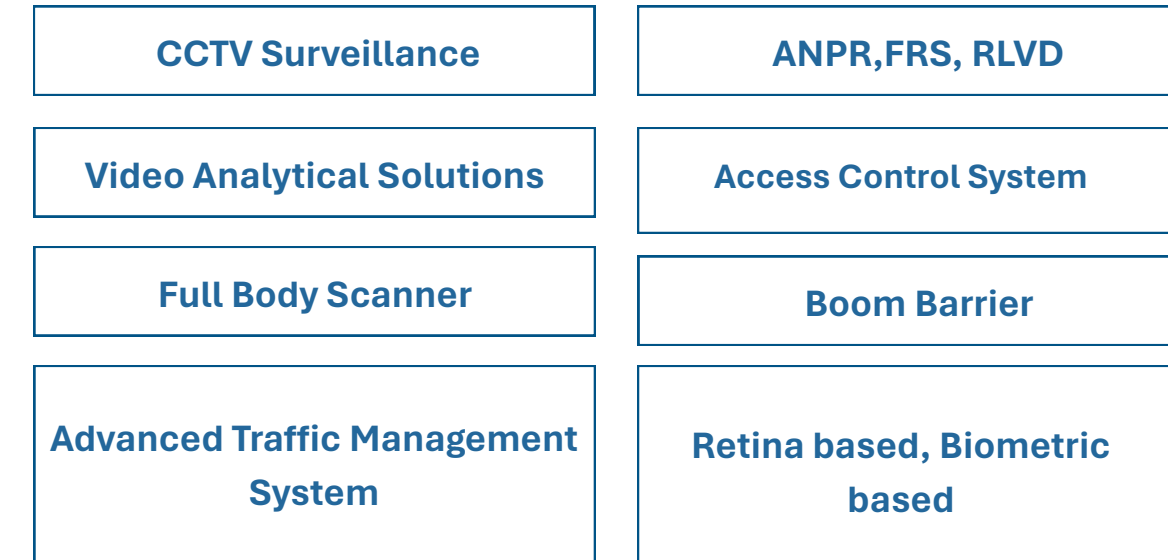 CCTV Surveillance
ANPR,FRS, RLVD
Video Analytical Solutions
Access Control System
Full Body Scanner
Boom Barrier
Advanced Traffic Management
System
Retina based, Biometric
based